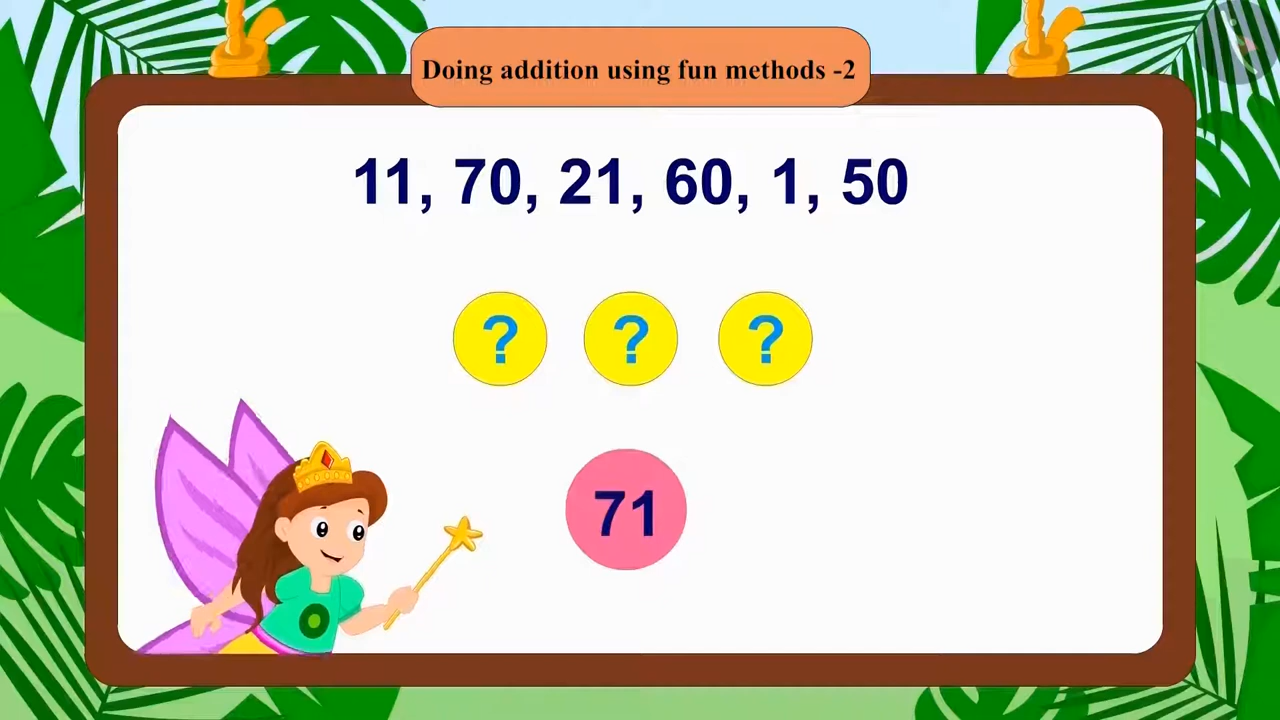 Doing addition using fun methods -2
11, 70, 21, 60, 1, 50
? ? ?
71